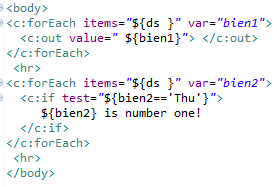 <body>
<c:forEach items="${ds }" var="bien1">
<c:out value=" ${bien1}"> </c:out>
</c:forEach>
<hr>
<c:forEach items="${ds }" var="bien2">
<c:if test="${bien2=='Thu'}">
${bien2} is number one!
</c:if>
</c:forEach>
<hr>
</body>